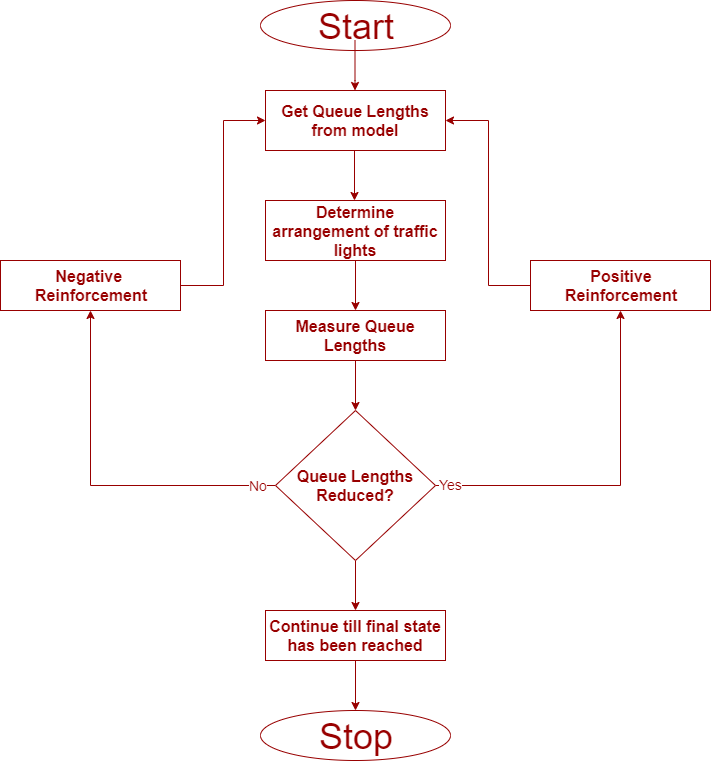 Start
Get Queue Lengths
from model
Determine
arrangement of traffic
lights
Negative
Reinforcement
Positive
Reinforcement
Measure Queue
Lengths
Queue Lengths
Reduced?
No
Yes
Continue till final state
has been reached
Stop